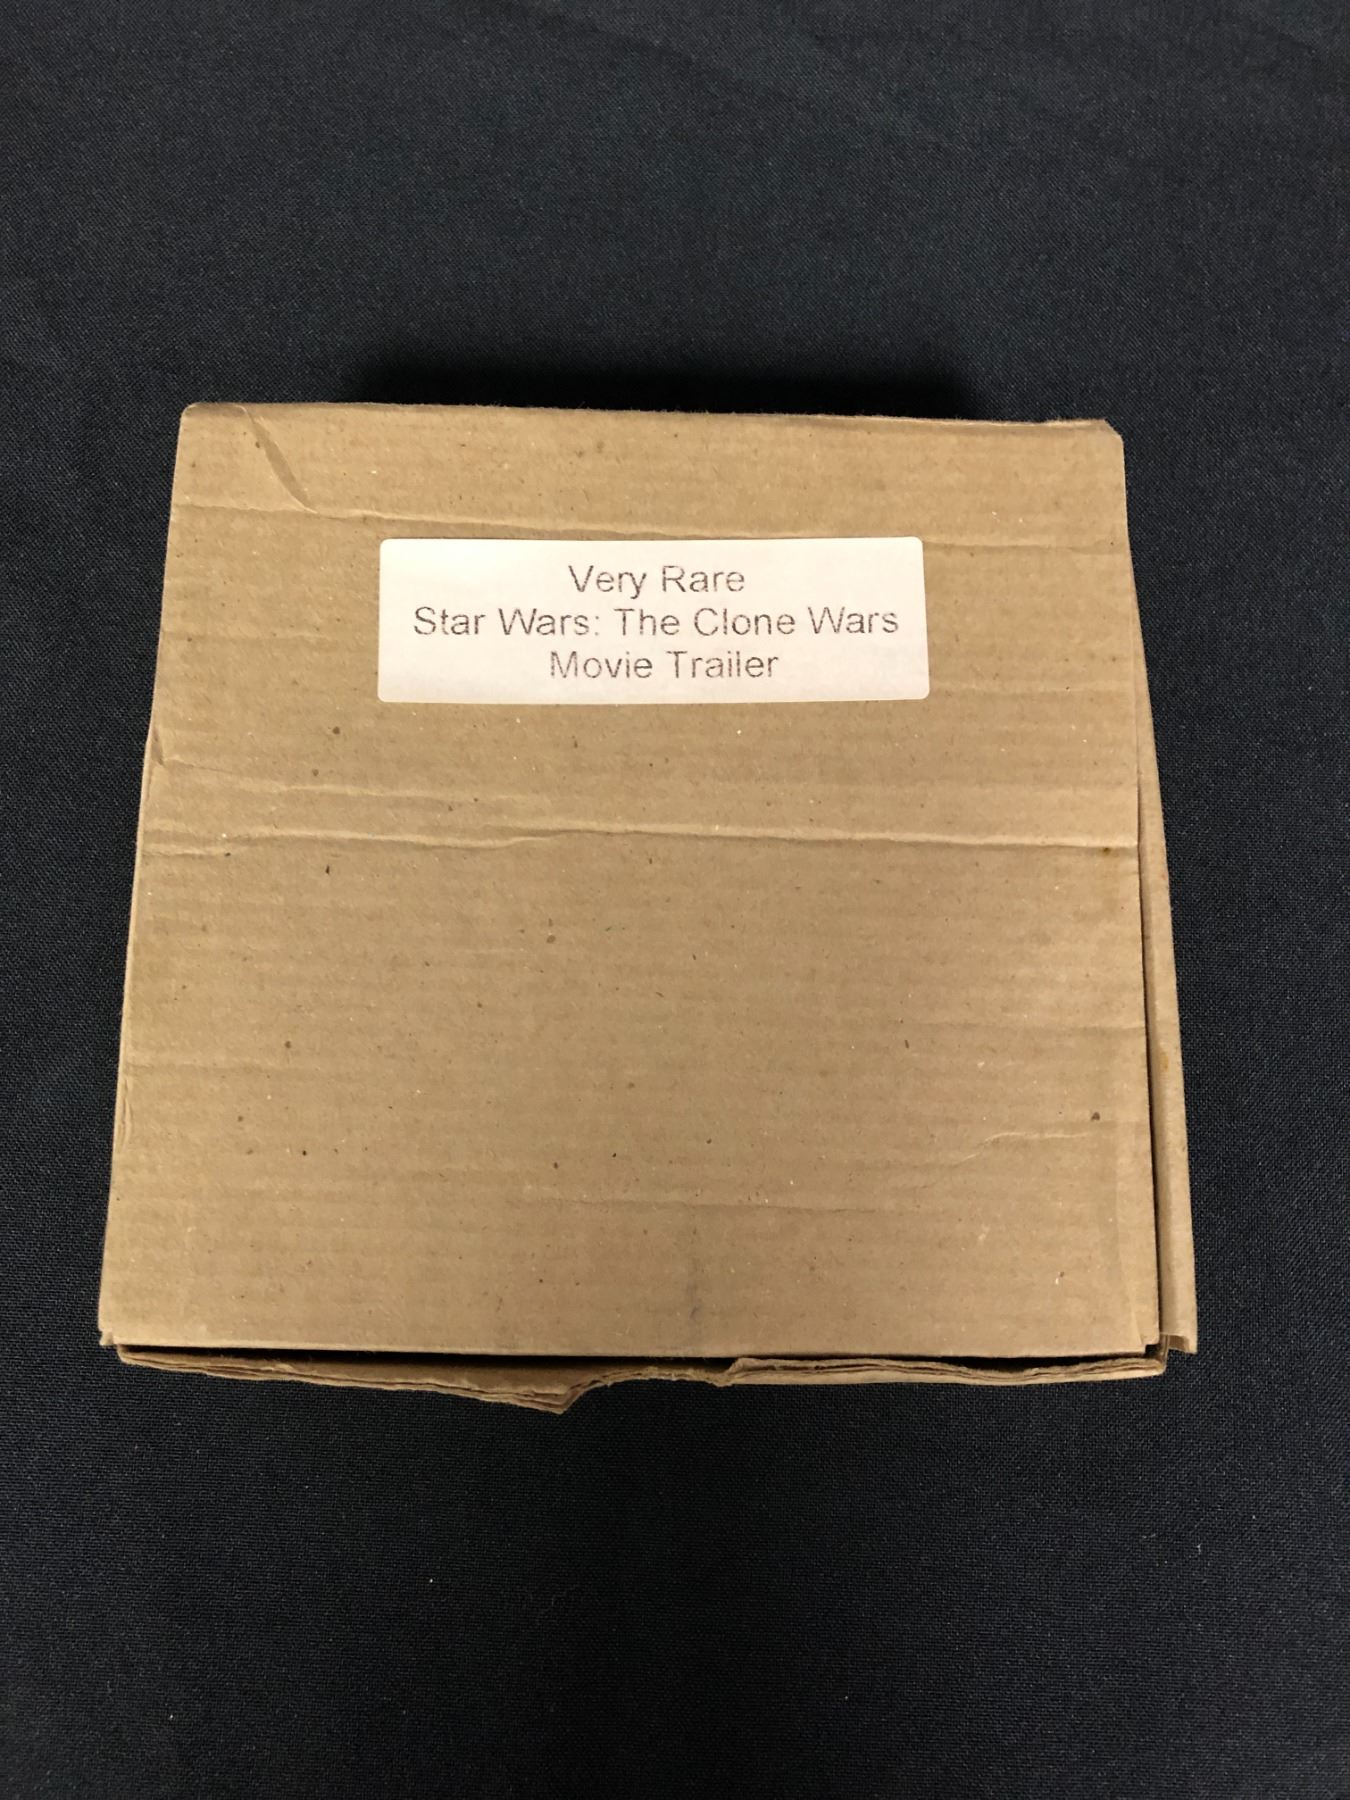 Very Rare
Star Wars: The Clone Wars
Movie Trailer